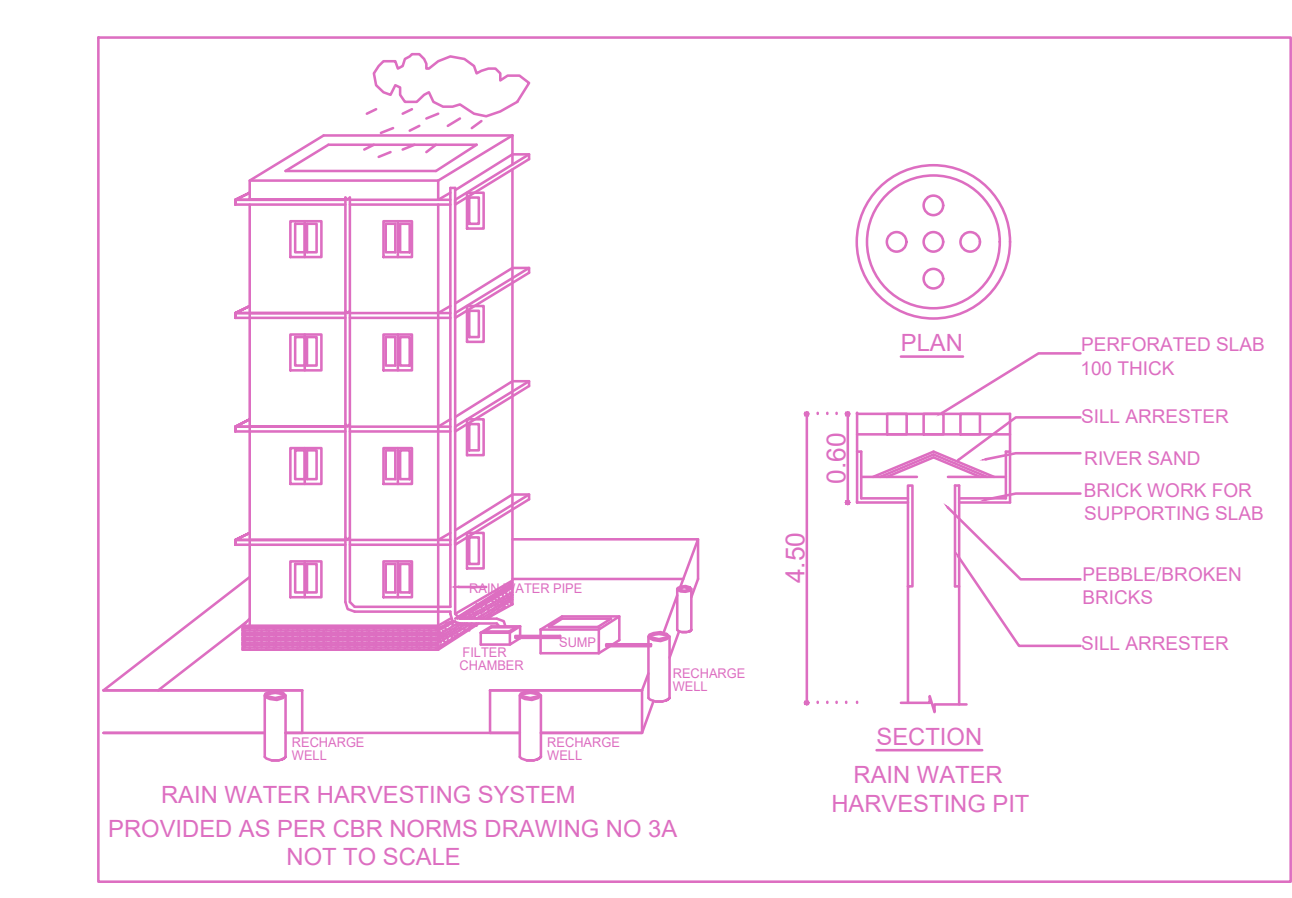 PLAN
PERFORATED SLAB
100 THICK
SILL ARRESTER
RIVER SAND
BRICK WORK FOR
SUPPORTING SLAB
PEBBLE/BROKEN
BRICKS
SILL ARRESTER
0.60
4.50
SECTION
RAIN WATER
HARVESTING PIT
RAIN WATER PIPE
FILTER
CHAMBER
SUMP
RECHARGE
WELL
RECHARGE
WELL
RECHARGE
WELL
RAIN WATER HARVESTING SYSTEM
PROVIDED AS PER CBR NORMS DRAWING NO 3A
NOT TO SCALE